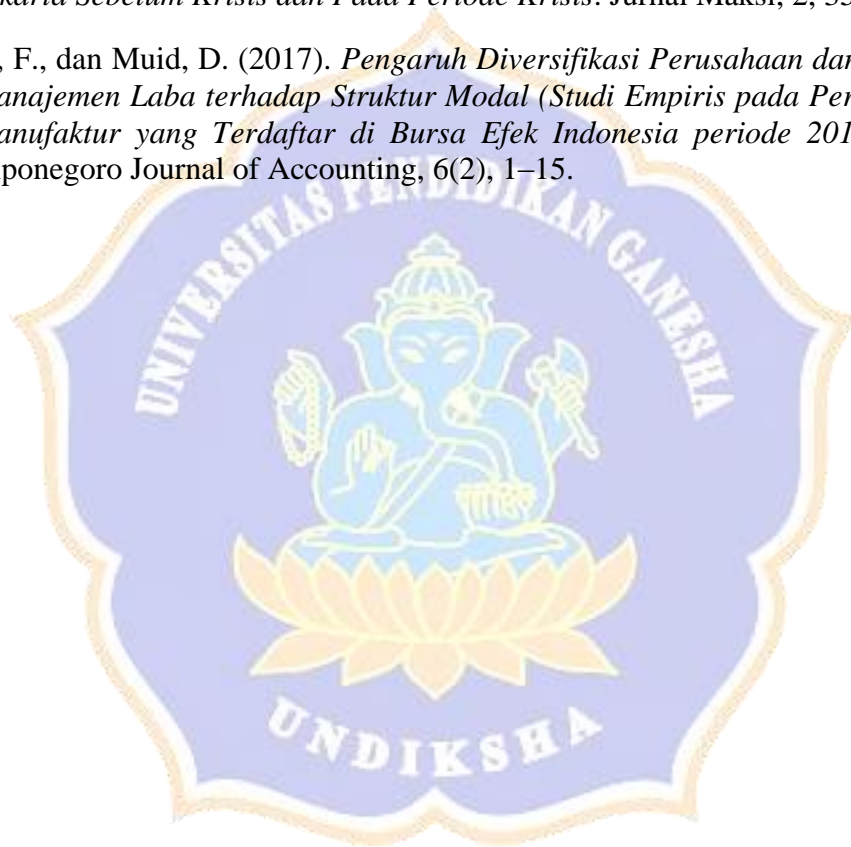 Sebelum Krisis dan Pada Periode Krisis. Jurnal Maksi, 2,
, F., dan Muid, D. (2017). Pengaruh Diversifikasi Perusahaan dan
anajemen Laba terhadap Struktur Modal (Studi Empiris pada Per
anufaktur yang Terdaftar di Bursa Efek Indonesia periode 201
ponegoro Journal of Accounting, 6(2), 1–15.
UNIVERSITAS PENDIDIKAN GANESHA
UNDIKSHA